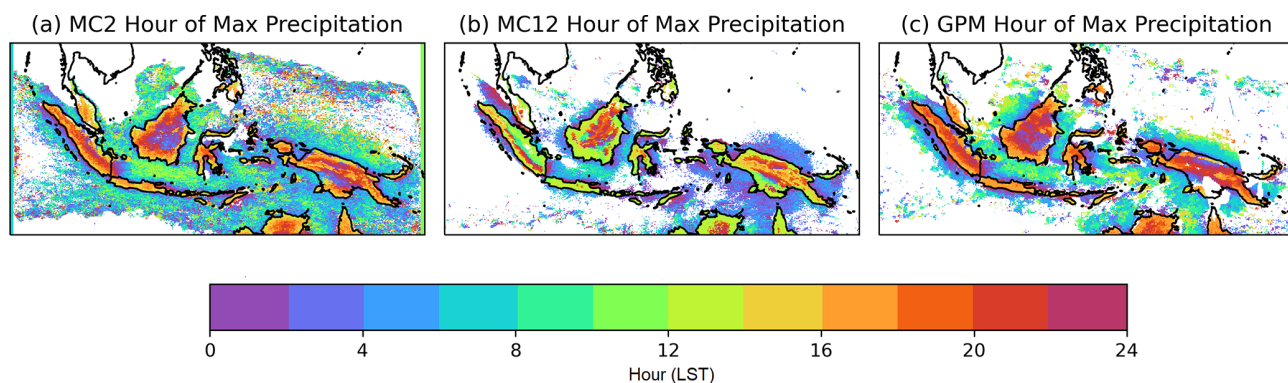 (a) MC2 Hour of Max Precipitation
(b) MC12 Hour of Max Precipitation
(c) GPM Hour of Max Precipitation
0 4 8 12 16 20 24
Hour (LST)